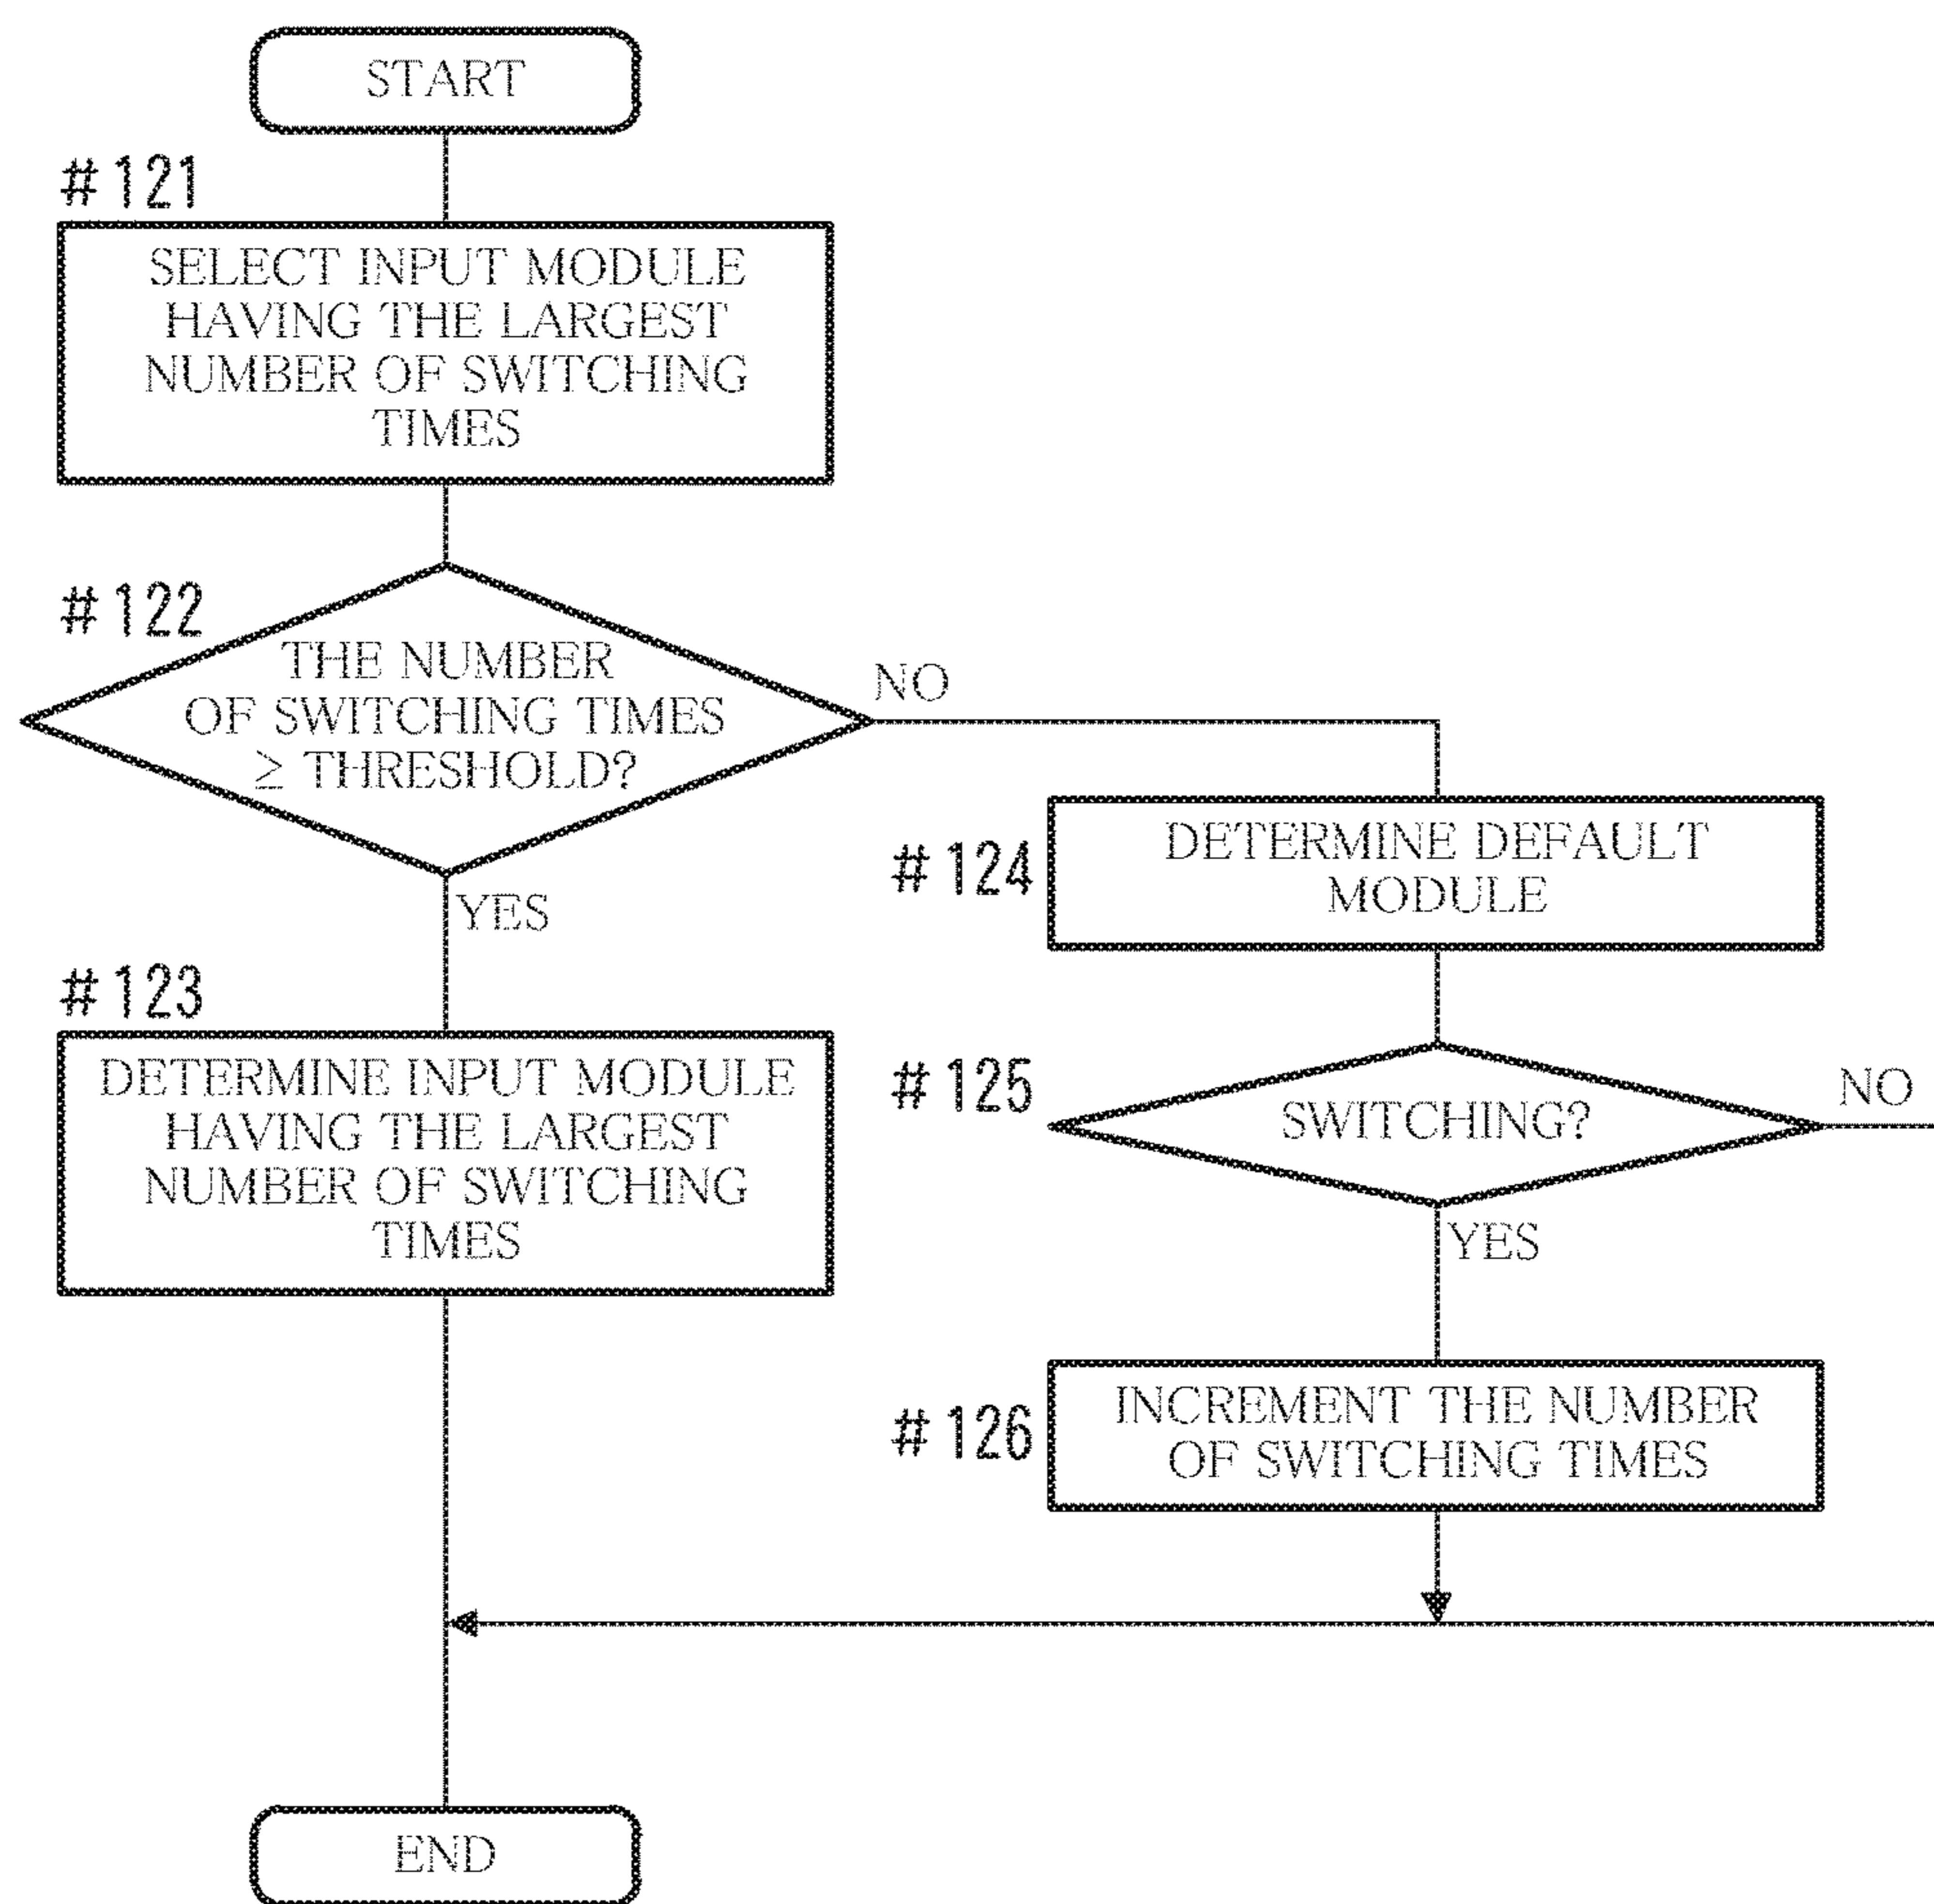 START
#121
SELECT INPUT MODULE
HAVING THE LARGEST
NUMBER OF SWITCHING
TIMES
#122
THE NUMBER
OF SWITCHING TIMES
≥ THRESHOLD?
NO
YES
#123
DETERMINE INPUT MODULE
HAVING THE LARGEST
NUMBER OF SWITCHING
TIMES
#124
DETERMINE DEFAULT
MODULE
#125
SWITCHING?
NO
YES
#126
INCREMENT THE NUMBER
OF SWITCHING TIMES
END